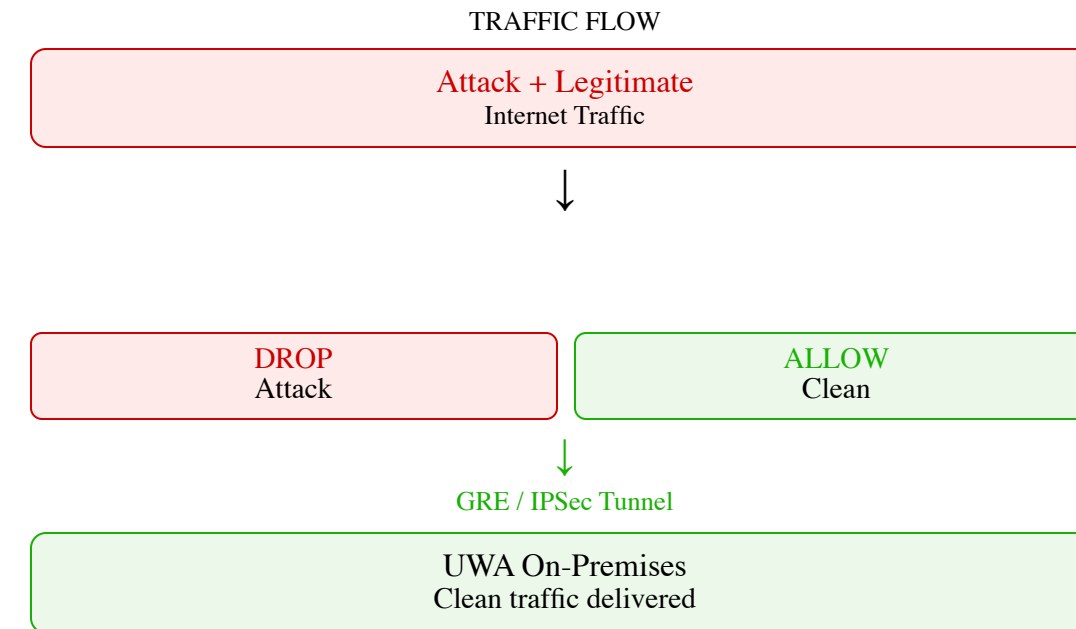 TRAFFIC FLOW
Attack + Legitimate
Internet Traffic
DROP
Attack
ALLOW
Clean
GRE / IPSec Tunnel
UWA On-Premises
Clean traffic delivered